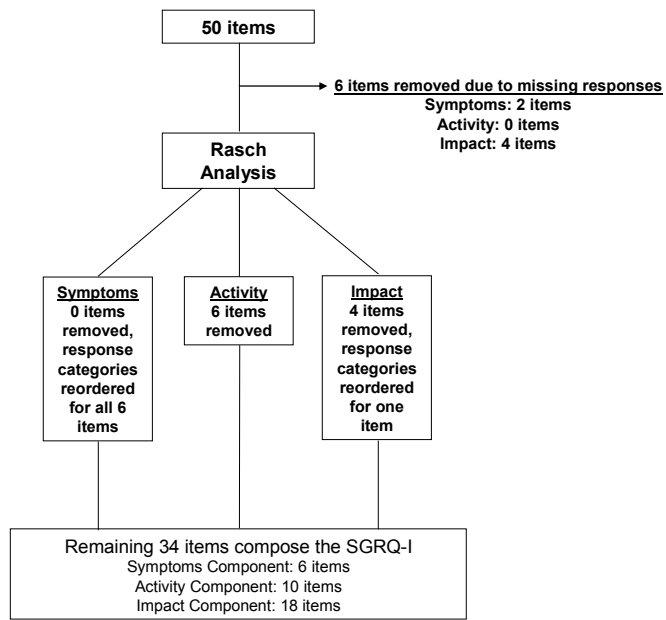 50 items
6 items removed due to missing responses
Symptoms: 2 items
Activity: 0 items
Impact: 4 items
Rasch
Analysis
Symptoms
0 items
removed,
response
categories
reordered
for all 6
items
Activity
6 items
removed
Impact
4 items
removed,
response
categories
reordered
for one
item
Remaining 34 items compose the SGRQ-I
Symptoms Component: 6 items
Activity Component: 10 items
Impact Component: 18 items